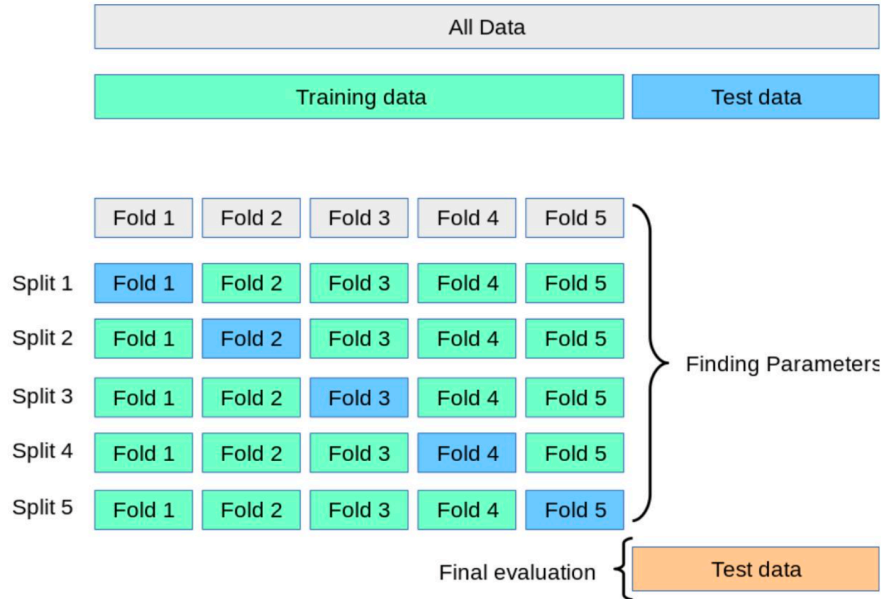 All Data
Training data Test data
Fold 1 Fold 2 Fold 3 Fold 4 Fold 5
Split 1 Fold 1 Fold 2 Fold 3 Fold 4 Fold 5
Split 2 Fold 1 Fold 2 Fold 3 Fold 4 Fold 5
Finding Parameters
Split 3 Fold 1 Fold 2 Fold 3 Fold 4 Fold 5
Split 4 Fold 1 Fold 2 Fold 3 Fold 4 Fold 5
Split 5 Fold 1 Fold 2 Fold 3 Fold 4 Fold 5
Final evaluation Test data